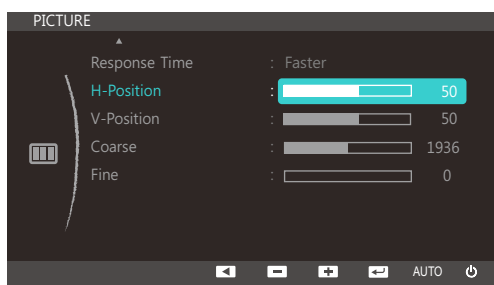 PICTURE
Response Time : Faster
H-Position : 50
V-Position : 50
Coarse : 1936
Fine : 0
AUTO